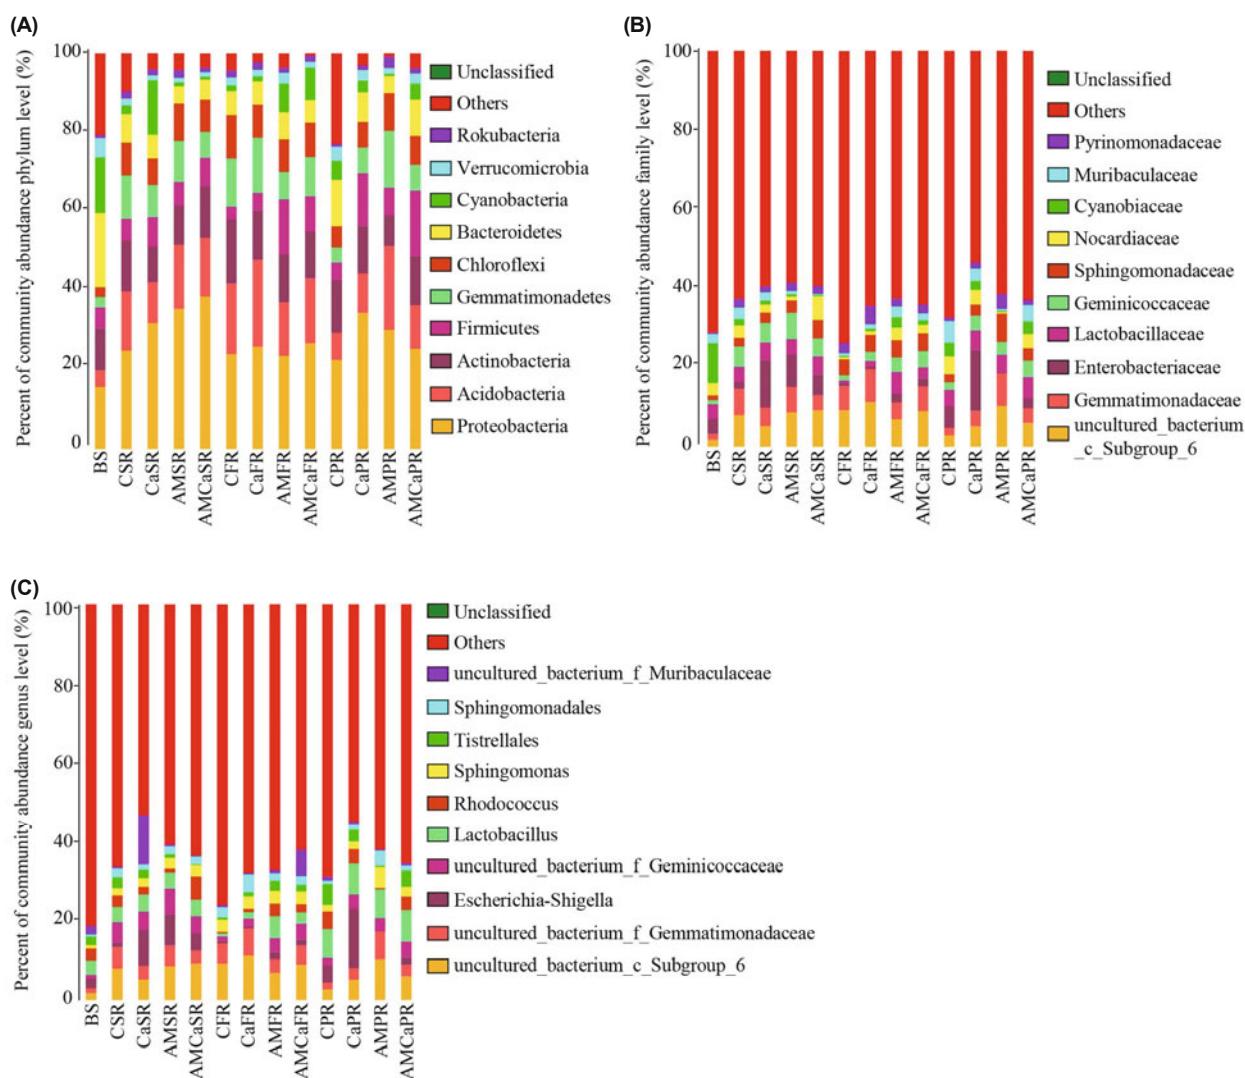 (A)
Percent of community abundance phylum level (%)
100
80
60
40
20
0
BS
CSR
CaSR
AMSR
AMCaSR
CFR
CaFR
AMFR
AMCaFR
CPR
CaPR
AMPR
AMCaPR
Unclassified
Others
Rokubacteria
Verrucomicrobia
Cyanobacteria
Bacteroidetes
Chloroflexi
Gemmatimonadetes
Firmicutes
Actinobacteria
Acidobacteria
Proteobacteria
(B)
Percent of community abundance family level (%)
100
60
40
20
0
BS
CSR
CaSR
AMSR
AMCaSR
CFR
CaFR
AMFR
AMCaFR
CPR
CaPR
AMPR
AMCaPR
Unclassified
Others
Pyrinomonadaceae
Muribaculaceae
Cyanobiaceae
Nocardiaceae
Sphingomonadaceae
Geminicoccaceae
Lactobacillaceae
Enterobacteriaceae
Gemmatimonadaceae
uncultured_bacterium
_c_Subgroup_6
(C)
Percent of community abundance genus level (%)
100
80
60
40
20
0
BS
CSR
CaSR
AMSR
AMCaSR
CFR
CaFR
AMFR
AMCaFR
CPR
CaPR
AMPR
AMCaPR
Unclassified
Others
uncultured_bacterium_f_Muribaculaceae
Sphingomonadales
Tistrellales
Sphingomonas
Rhodococcus
Lactobacillus
uncultured_bacterium_f_Geminicoccaceae
Escherichia-Shigella
uncultured_bacterium_f_Gemmatimonadaceae
uncultured_bacterium_c_Subgroup_6